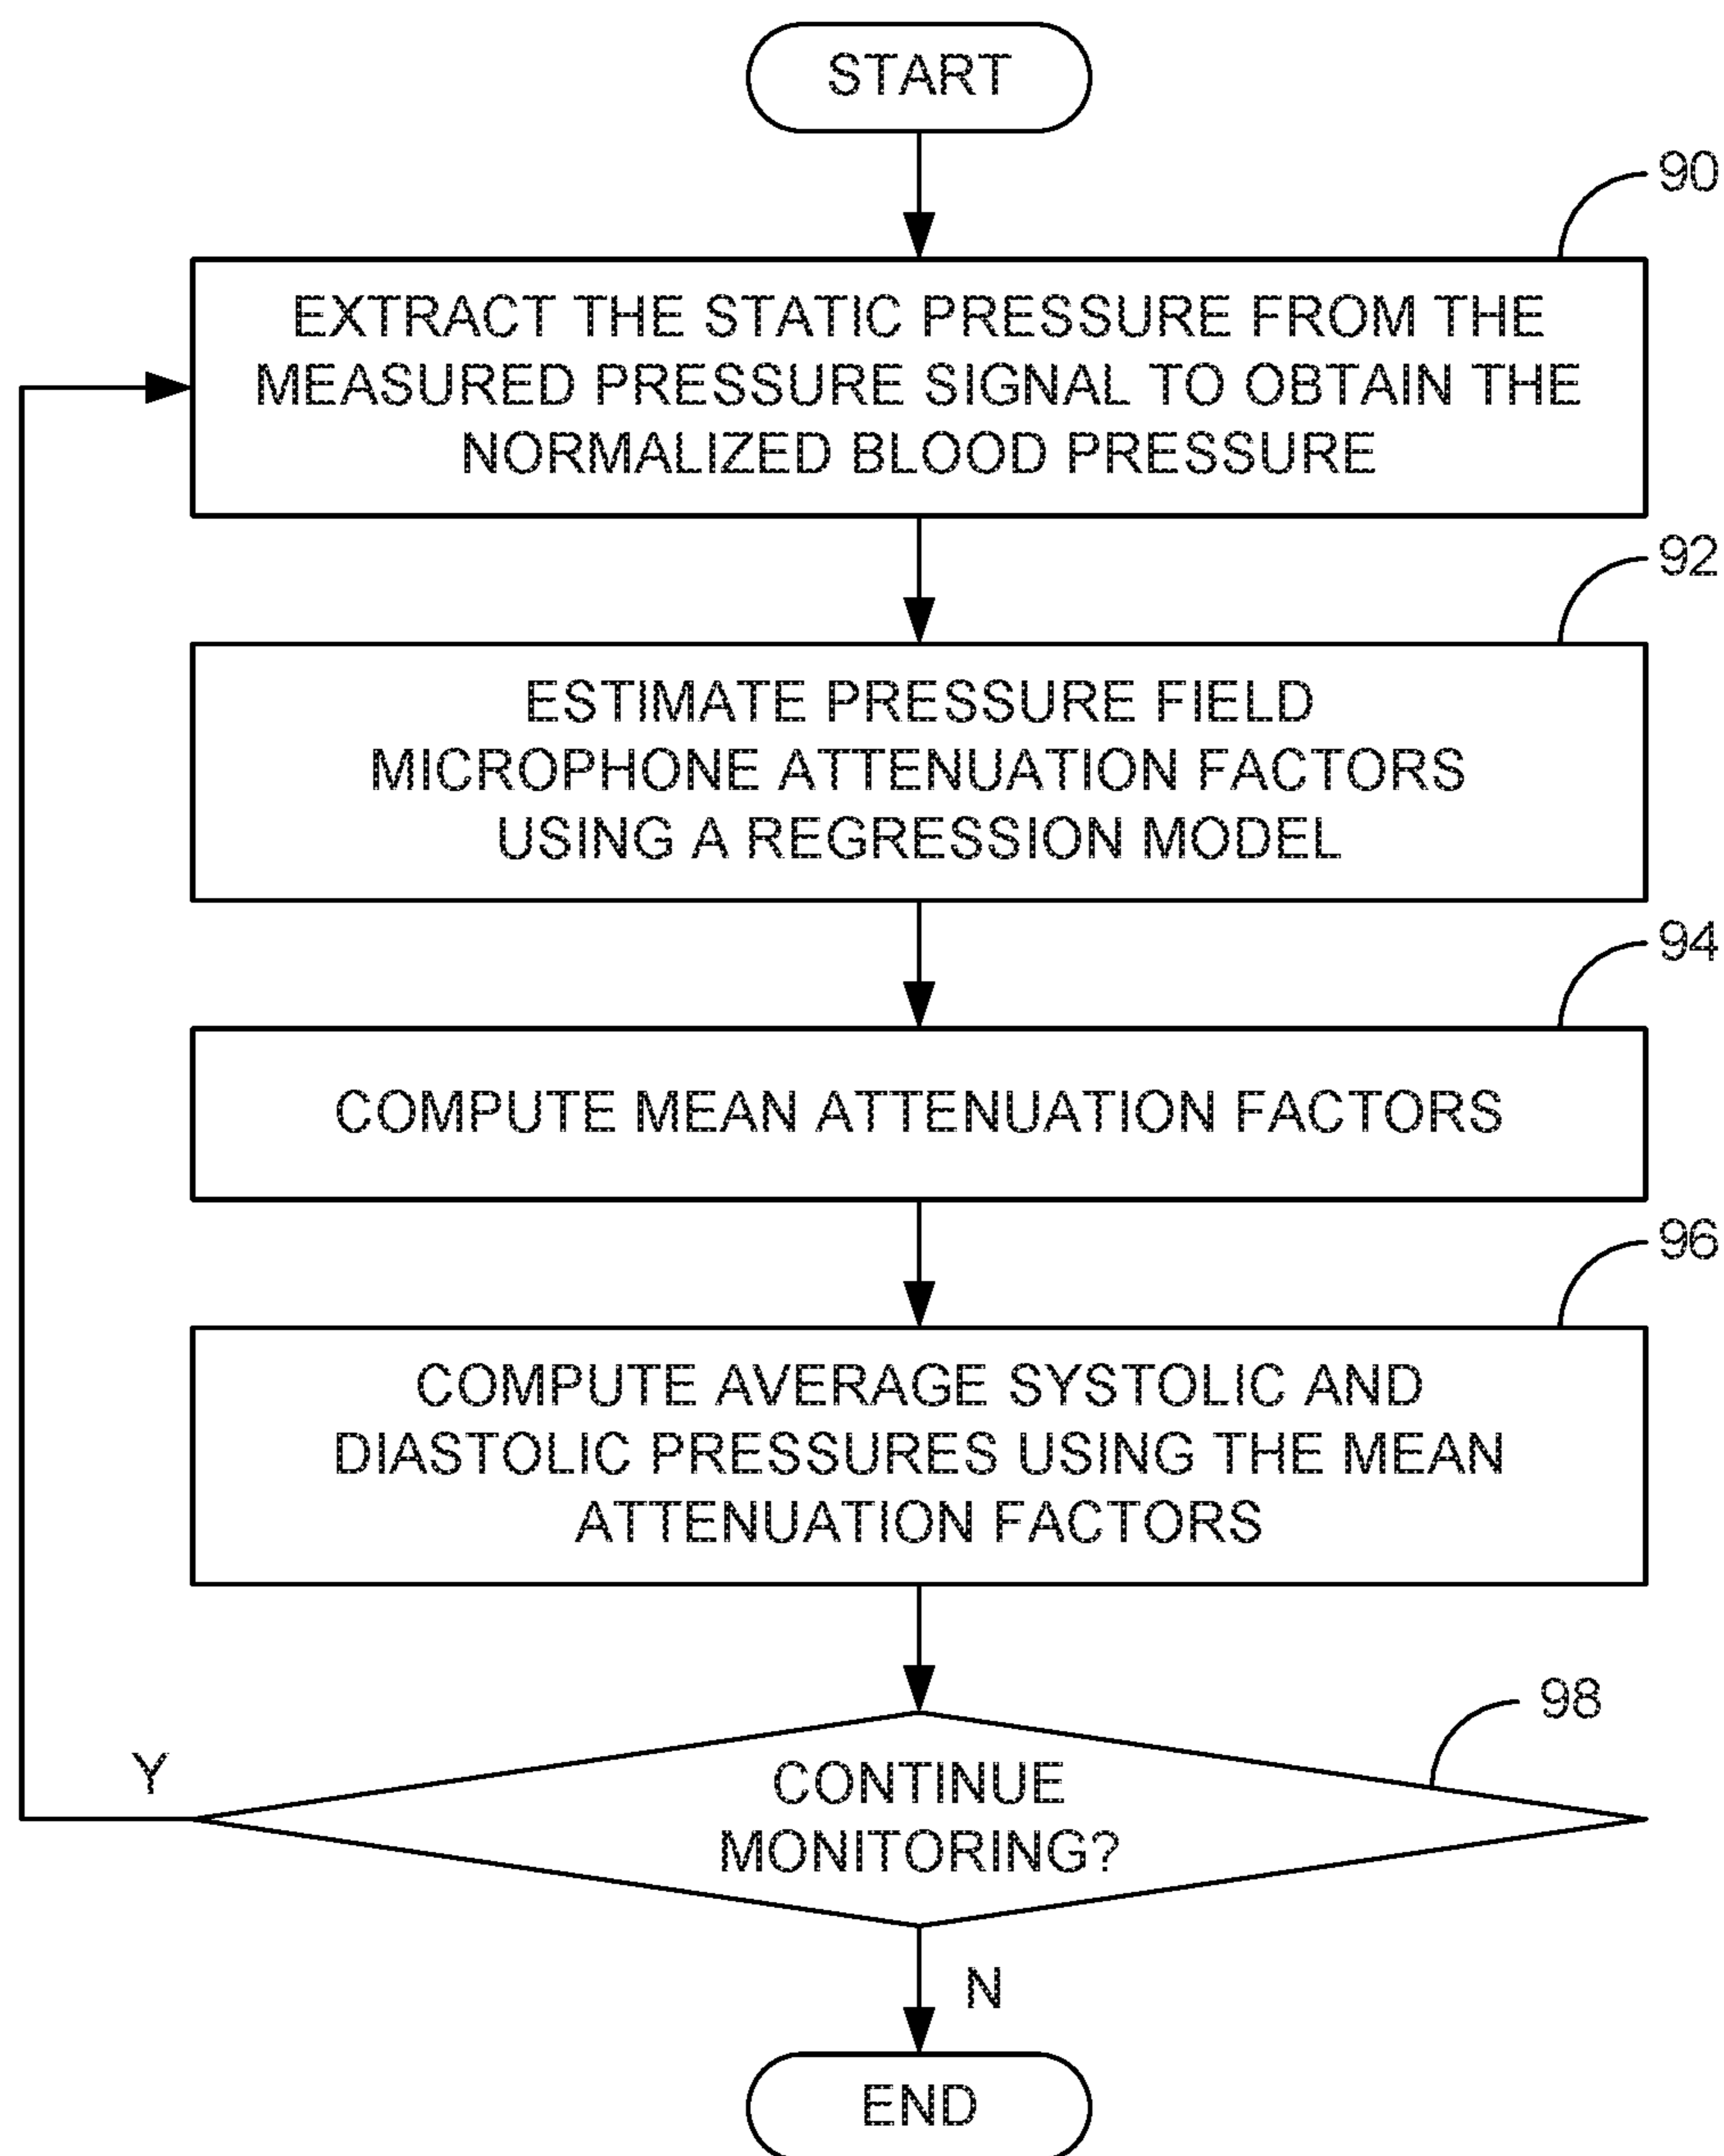 START
90
EXTRACT THE STATIC PRESSURE FROM THE
MEASURED PRESSURE SIGNAL TO OBTAIN THE
NORMALIZED BLOOD PRESSURE
92
ESTIMATE PRESSURE FIELD
MICROPHONE ATTENUATION FACTORS
USING A REGRESSION MODEL
94
COMPUTE MEAN ATTENUATION FACTORS
96
COMPUTE AVERAGE SYSTOLIC AND
DIASTOLIC PRESSURES USING THE MEAN
ATTENUATION FACTORS
98
Y
CONTINUE
MONITORING?
N
END